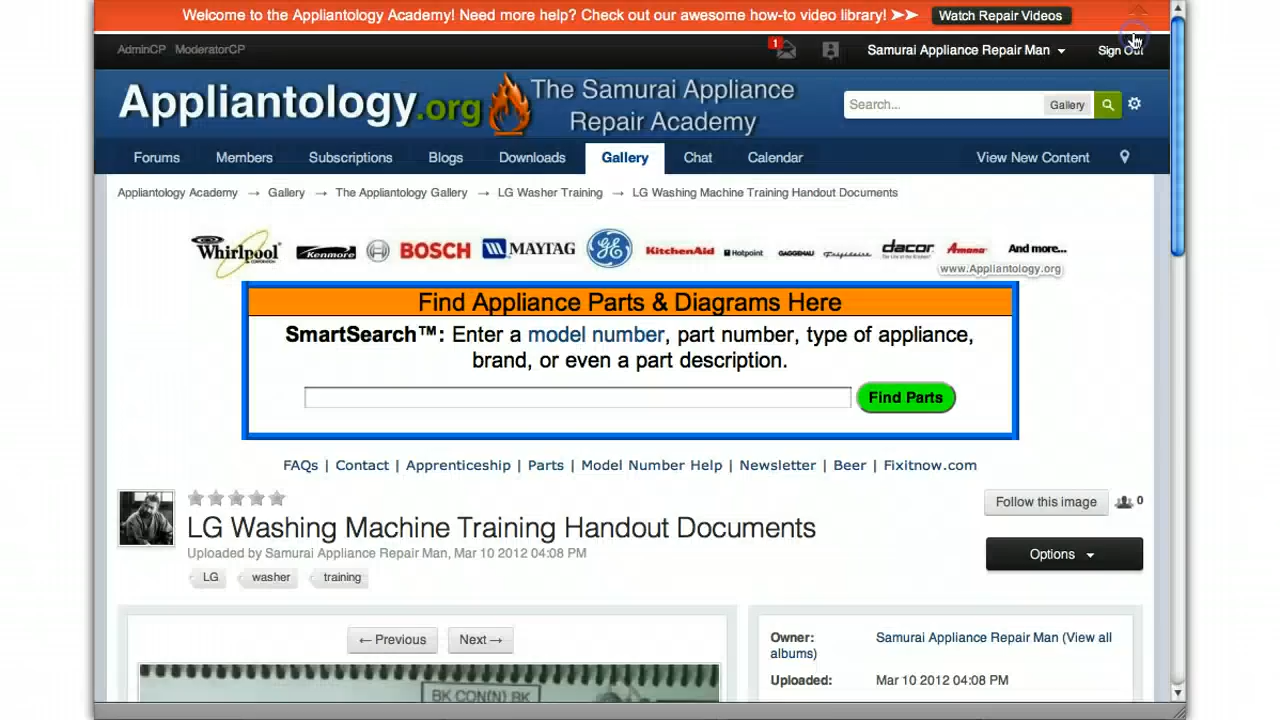 Welcome to the Appliantology Academy! Need more help? Check out our awesome how-to video library! ➤➤ Watch Repair Videos
AdminCP ModeratorCP 1 Samurai Appliance Repair Man Sign Out
Appliantology.org The Samurai Appliance
Repair Academy
Search... Gallery
Forums Members Subscriptions Blogs Downloads Gallery Chat Calendar View New Content
Appliantology Academy → Gallery → The Appliantology Gallery → LG Washer Training → LG Washing Machine Training Handout Documents
Whirlpool CORPORATION Kenmore BOSCH MAYTAG GE KitchenAid Hotpoint GAGGENAU Frigidaire dacor Amana And more...
www.Appliantology.org
Find Appliance Parts & Diagrams Here
SmartSearch™: Enter a model number, part number, type of appliance,
brand, or even a part description.
Find Parts
FAQs | Contact | Apprenticeship | Parts | Model Number Help | Newsletter | Beer | Fixitnow.com
Follow this image 0
LG Washing Machine Training Handout Documents
Uploaded by Samurai Appliance Repair Man, Mar 10 2012 04:08 PM
Options
LG washer training
← Previous Next →
Owner: Samurai Appliance Repair Man (View all
albums)
Uploaded: Mar 10 2012 04:08 PM
BK CON(N) BK